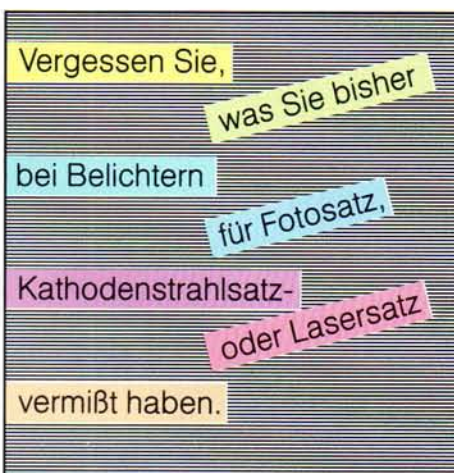 Vergessen Sie,
was Sie bisher
bei Belichtern
für Fotosatz,
Kathodenstrahlsatz-
oder Lasersatz
vermißt haben.